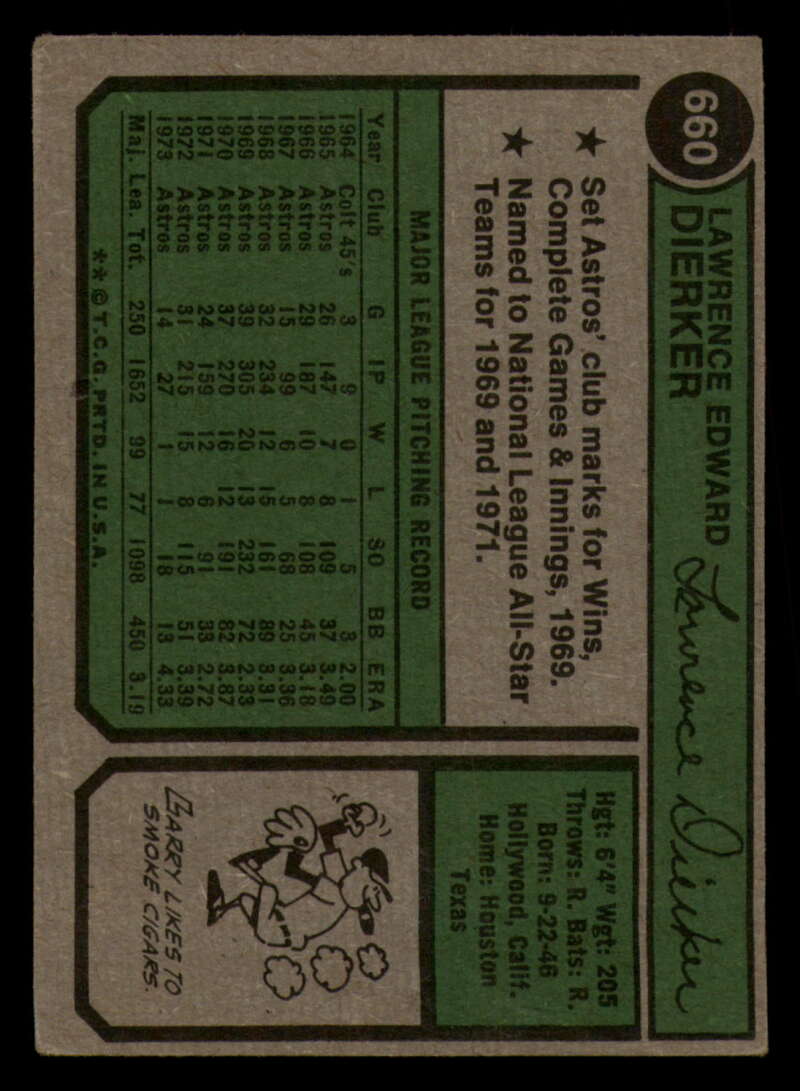 660
LAWRENCE EDWARD
DIERKER
Lawrence Dierker
★ Set Astros' club marks for Wins,
Complete Games & Innings, 1969.
★ Named to National League All-Star
Teams for 1969 and 1971.
MAJOR LEAGUE PITCHING RECORD
Year Club G IP W L SO BB ERA
1964 Colt 45's 3 9 0 1 5 3 2.00
1965 Astros 26 147 7 8 109 37 3.49
1966 Astros 29 187 10 8 108 45 3.18
1967 Astros 15 99 6 5 68 25 3.36
1968 Astros 32 234 12 15 161 89 3.31
1969 Astros 39 305 20 13 232 72 2.33
1970 Astros 37 270 16 12 191 82 3.87
1971 Astros 24 159 12 6 91 33 2.72
1972 Astros 31 215 15 8 115 51 3.39
1973 Astros 14 27 1 1 18 13 4.33
Maj. Lea. Tot. 250 1652 99 77 1098 450 3.19
**©T.C.G. PRTD. IN U.S.A.
Hgt: 6'4" Wgt: 205
Throws: R. Bats: R.
Born: 9-22-46
Hollywood, Calif.
Home: Houston
Texas
LARRY LIKES TO
SMOKE CIGARS.